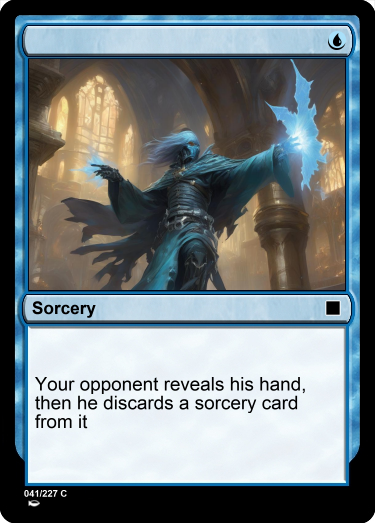 Sorcery
Your opponent reveals his hand,
then he discards a sorcery card
from it
041/227 C